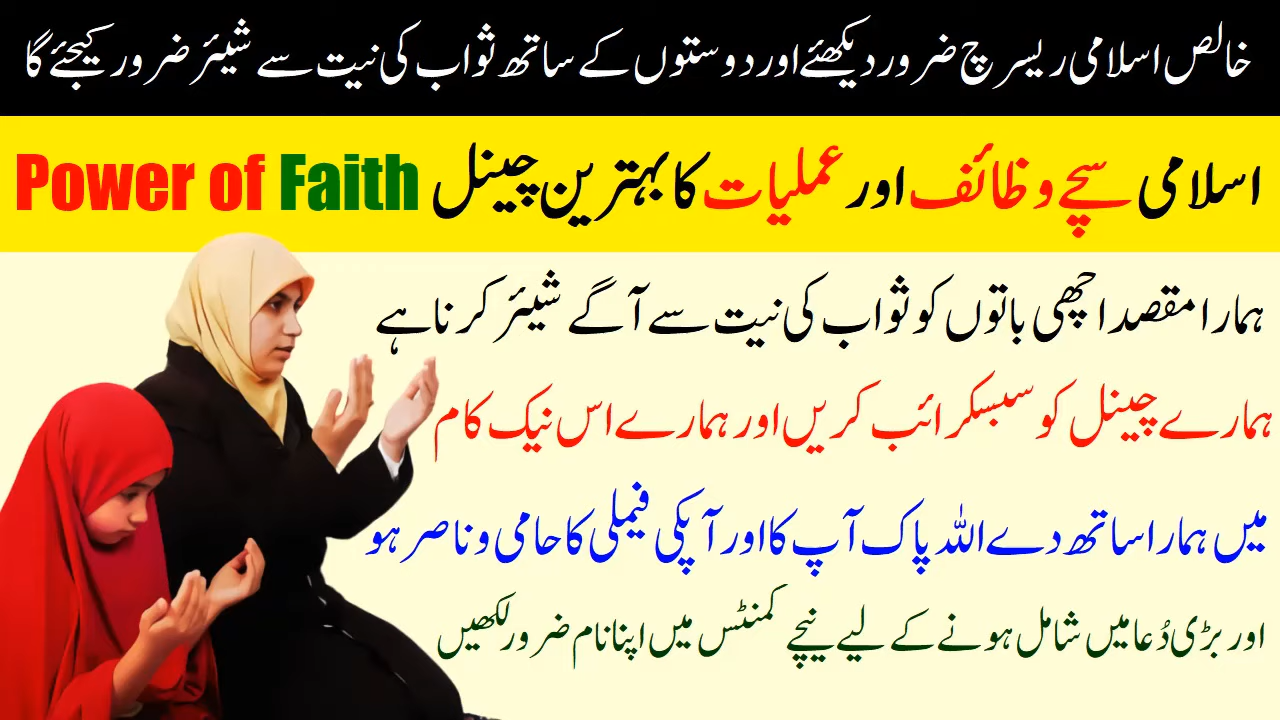 خالص اسلامی ریسرچ ضرور دیکھئے اور دوستوں کے ساتھ ثواب کی نیت سے شیئر ضرور کیجئے گا
اسلامی سچے وظائف اور عملیات کا بہترین چینل Power of Faith
ہمارا مقصد اچھی باتوں کو ثواب کی نیت سے آگے شیئر کرنا ہے
ہمارے چینل کو سبسکرائب کریں اور ہمارے اس نیک کام
میں ہمارا ساتھ دے اللہ پاک آپ کا اور آپکی فیملی کا حامی و ناصر ہو
اور بڑی دُعا میں شامل ہونے کے لیے نیچے کمنٹس میں اپنا نام ضرور لکھیں